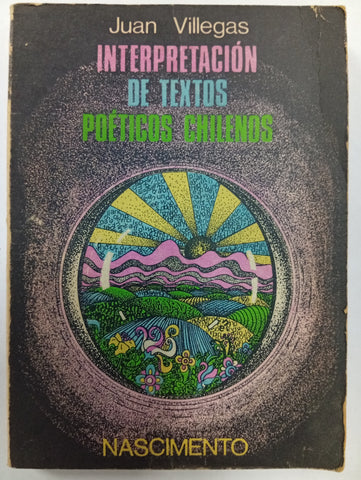 Juan Villegas
INTERPRETACIÓN
DE TEXTOS
POÉTICOS CHILENOS
NASCIMENTO